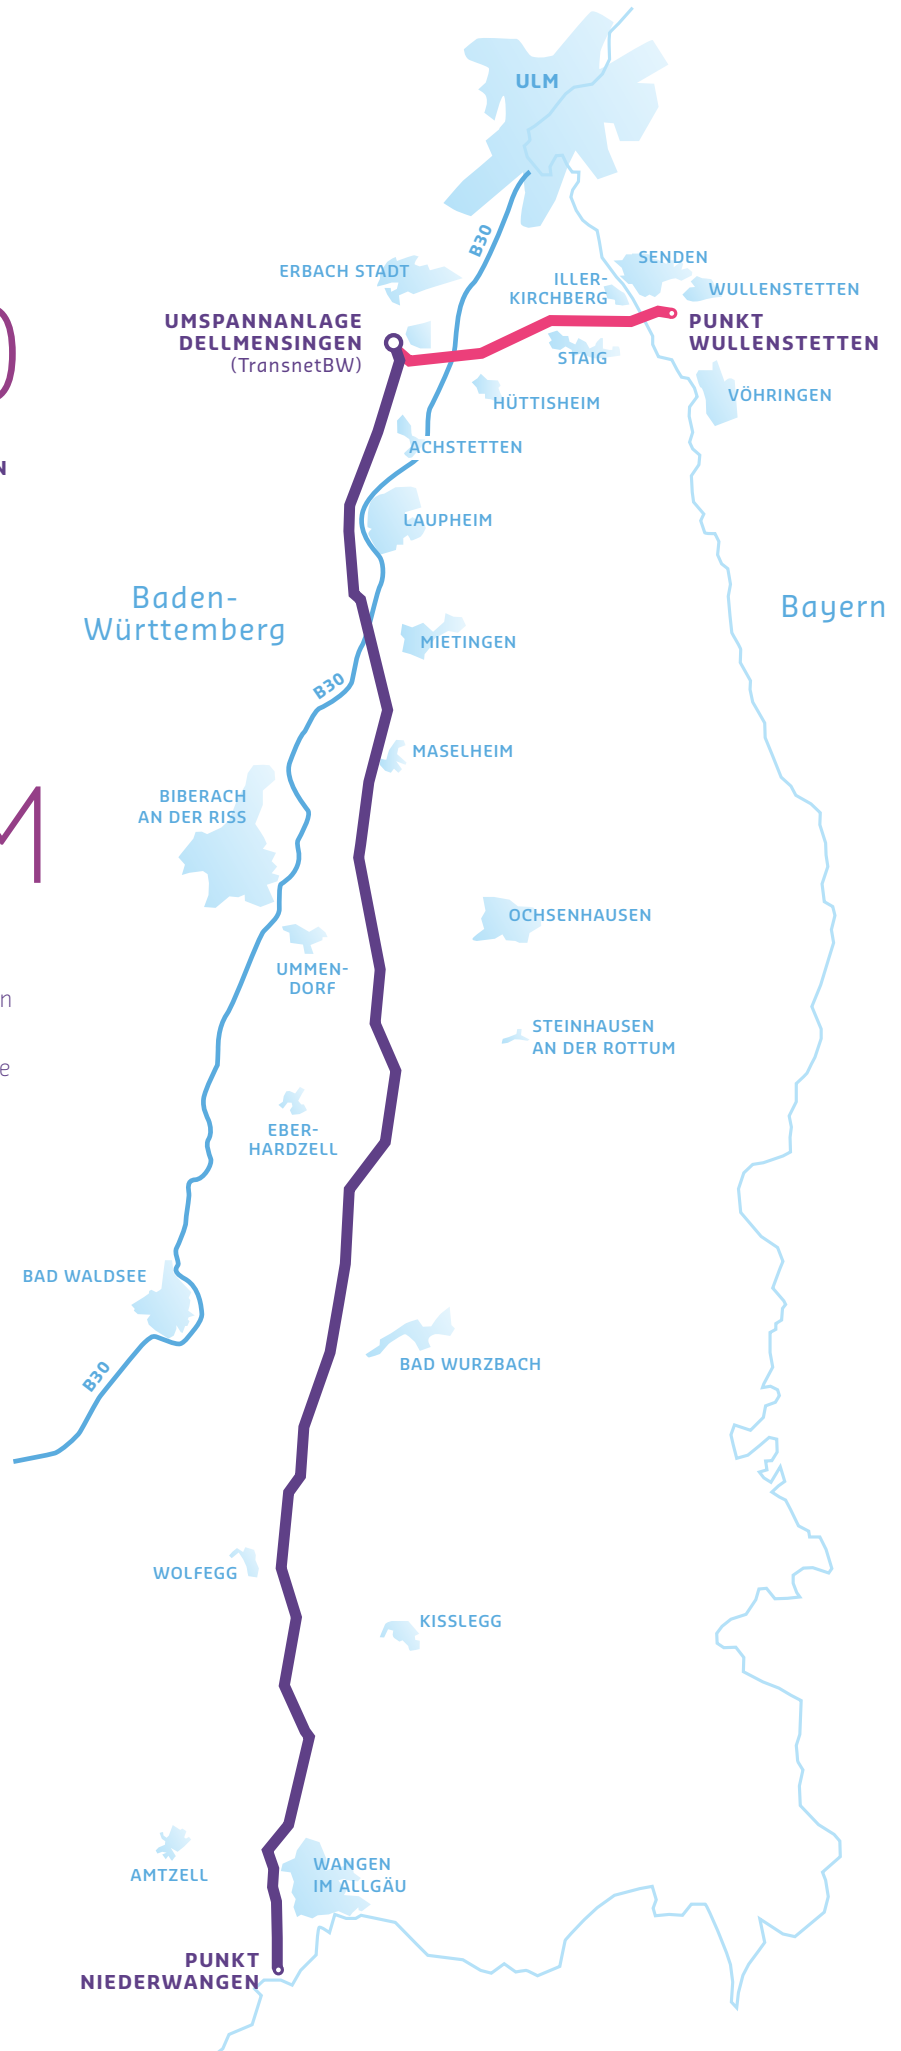 ULM
B30
SENDEN
ERBACH STADT
ILLER-
KIRCHBERG
WULLENSTETTEN
UMSPANNANLAGE
DELLMENSINGEN
(TransnetBW)
PUNKT
WULLENSTETTEN
STAIG
HÜTTISHEIM
VÖHRINGEN
ACHSTETTEN
N
LAUPHEIM
Baden-
Württemberg
Bayern
MIETINGEN
B30
MASELHEIM
BIBERACH
AN DER RISS
M
OCHSENHAUSEN
UMMEN-
DORF
n
STEINHAUSEN
AN DER ROTTUM
e
EBER-
HARDZELL
BAD WALDSEE
B30
BAD WURZBACH
WOLFEGG
KISSLEGG
AMTZELL
WANGEN
IM ALLGÄU
PUNKT
NIEDERWANGEN